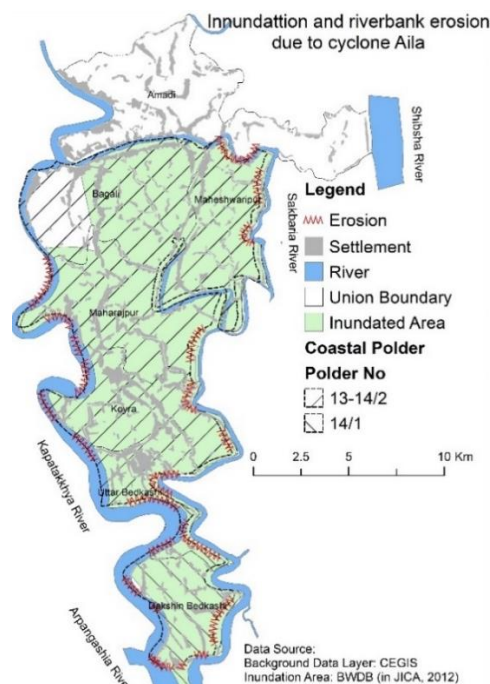 Innundattion and riverbank erosion
due to cyclone Aila
Amadi
Shibsha River
Bagali
Maheshwaripur
Sakbaria River
Legend
Erosion
Settlement
River
Union Boundary
Inundated Area
Coastal Polder
Polder No
13-14/2
14/1
Maharajpur
Koyra
0 2.5 5 10 Km
Kapatakkhya River
Uttar Bedkashi
Dakshin Bedkashi
Arpangashia River
Data Source:
Background Data Layer: CEGIS
Inundation Area: BWDB (in JICA, 2012)